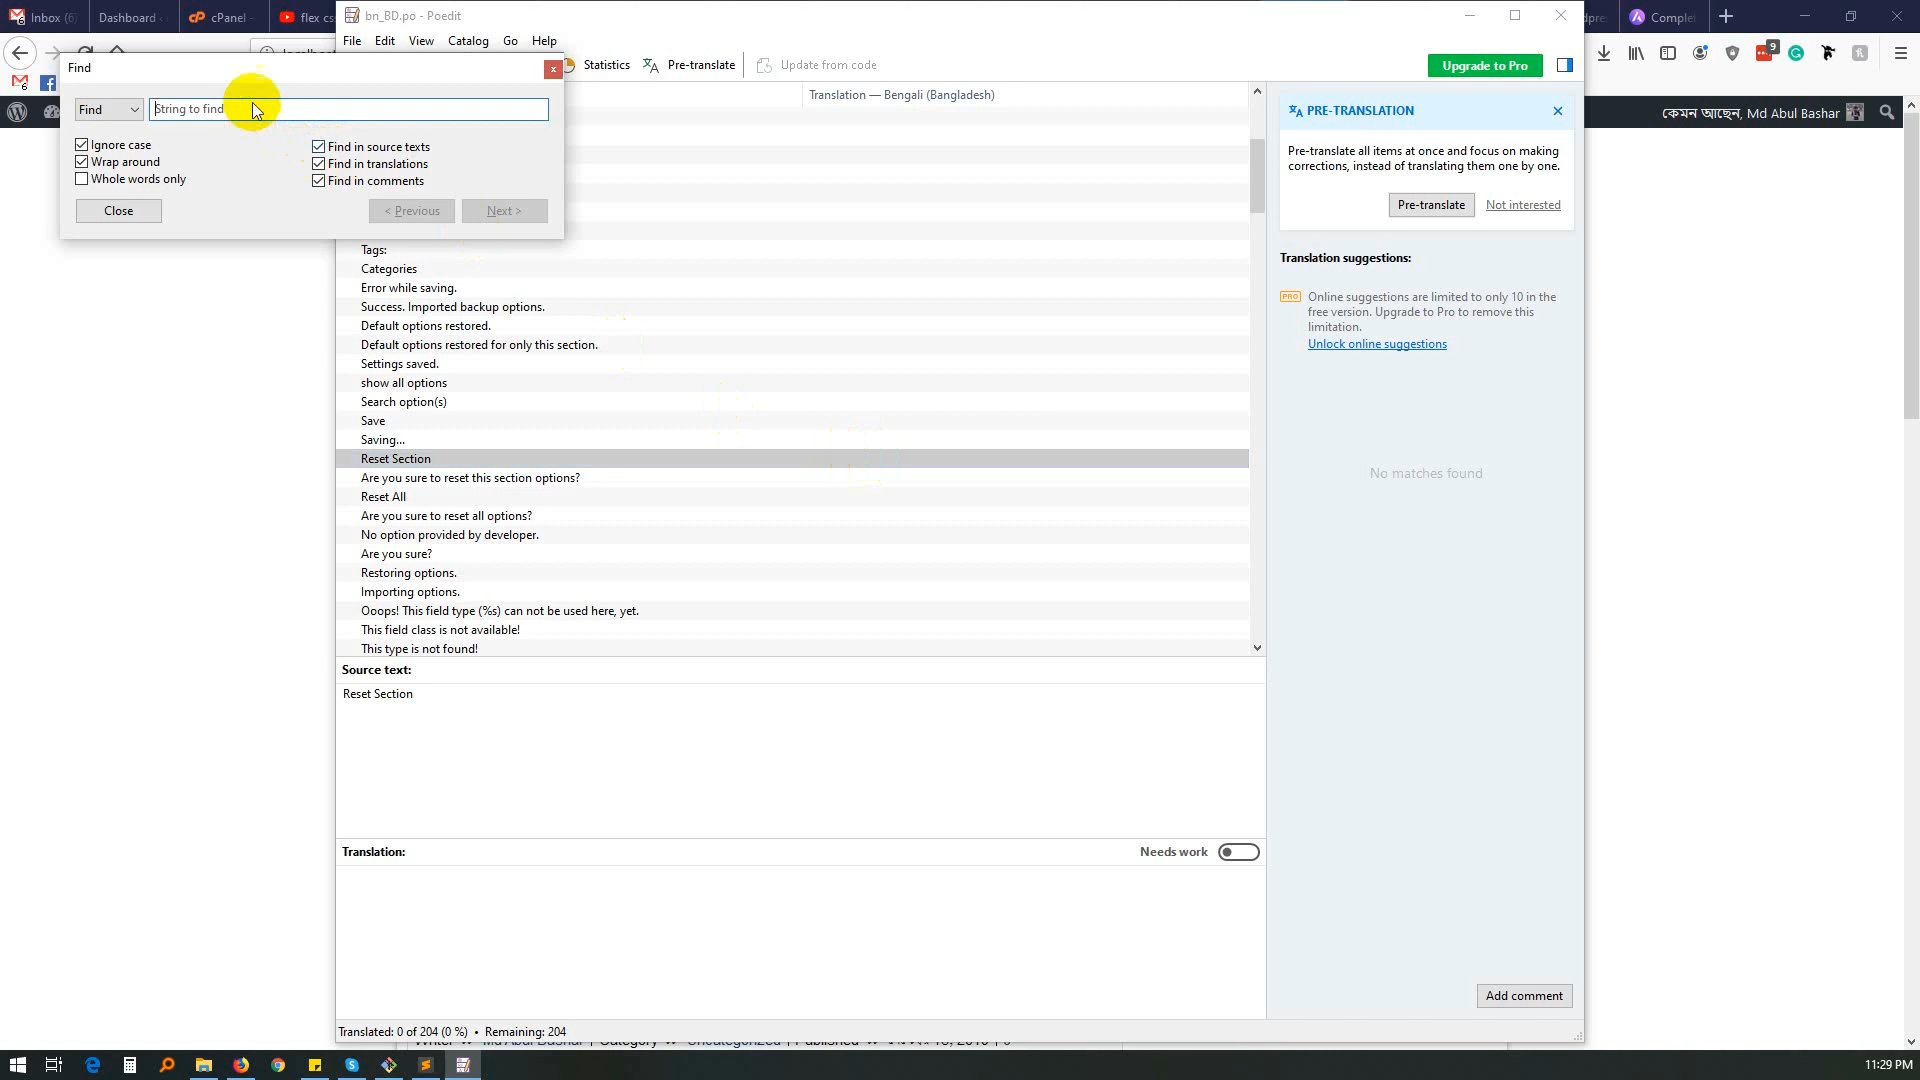 Inbox (6)
Dashboard
cPanel
flex cs
Comple
bn_BD.po - Poedit
File Edit View Catalog Go Help
Statistics
Pre-translate
Update from code
Upgrade to Pro
9
Find
Find
String to find
Ignore case
Wrap around
Whole words only
Find in source texts
Find in translations
Find in comments
Close
< Previous
Next >
কেমন আছেন, Md Abul Bashar
Translation — Bengali (Bangladesh)
Tags:
Categories
Error while saving.
Success. Imported backup options.
Default options restored.
Default options restored for only this section.
Settings saved.
show all options
Search option(s)
Save
Saving...
Reset Section
Are you sure to reset this section options?
Reset All
Are you sure to reset all options?
No option provided by developer.
Are you sure?
Restoring options.
Importing options.
Ooops! This field type (%s) can not be used here, yet.
This field class is not available!
This type is not found!
Source text:
Reset Section
Translation:
Needs work
Translated: 0 of 204 (0 %) • Remaining: 204
PRE-TRANSLATION
Pre-translate all items at once and focus on making
corrections, instead of translating them one by one.
Pre-translate
Not interested
Translation suggestions:
PRO
Online suggestions are limited to only 10 in the
free version. Upgrade to Pro to remove this
limitation.
Unlock online suggestions
No matches found
Add comment
11:29 PM